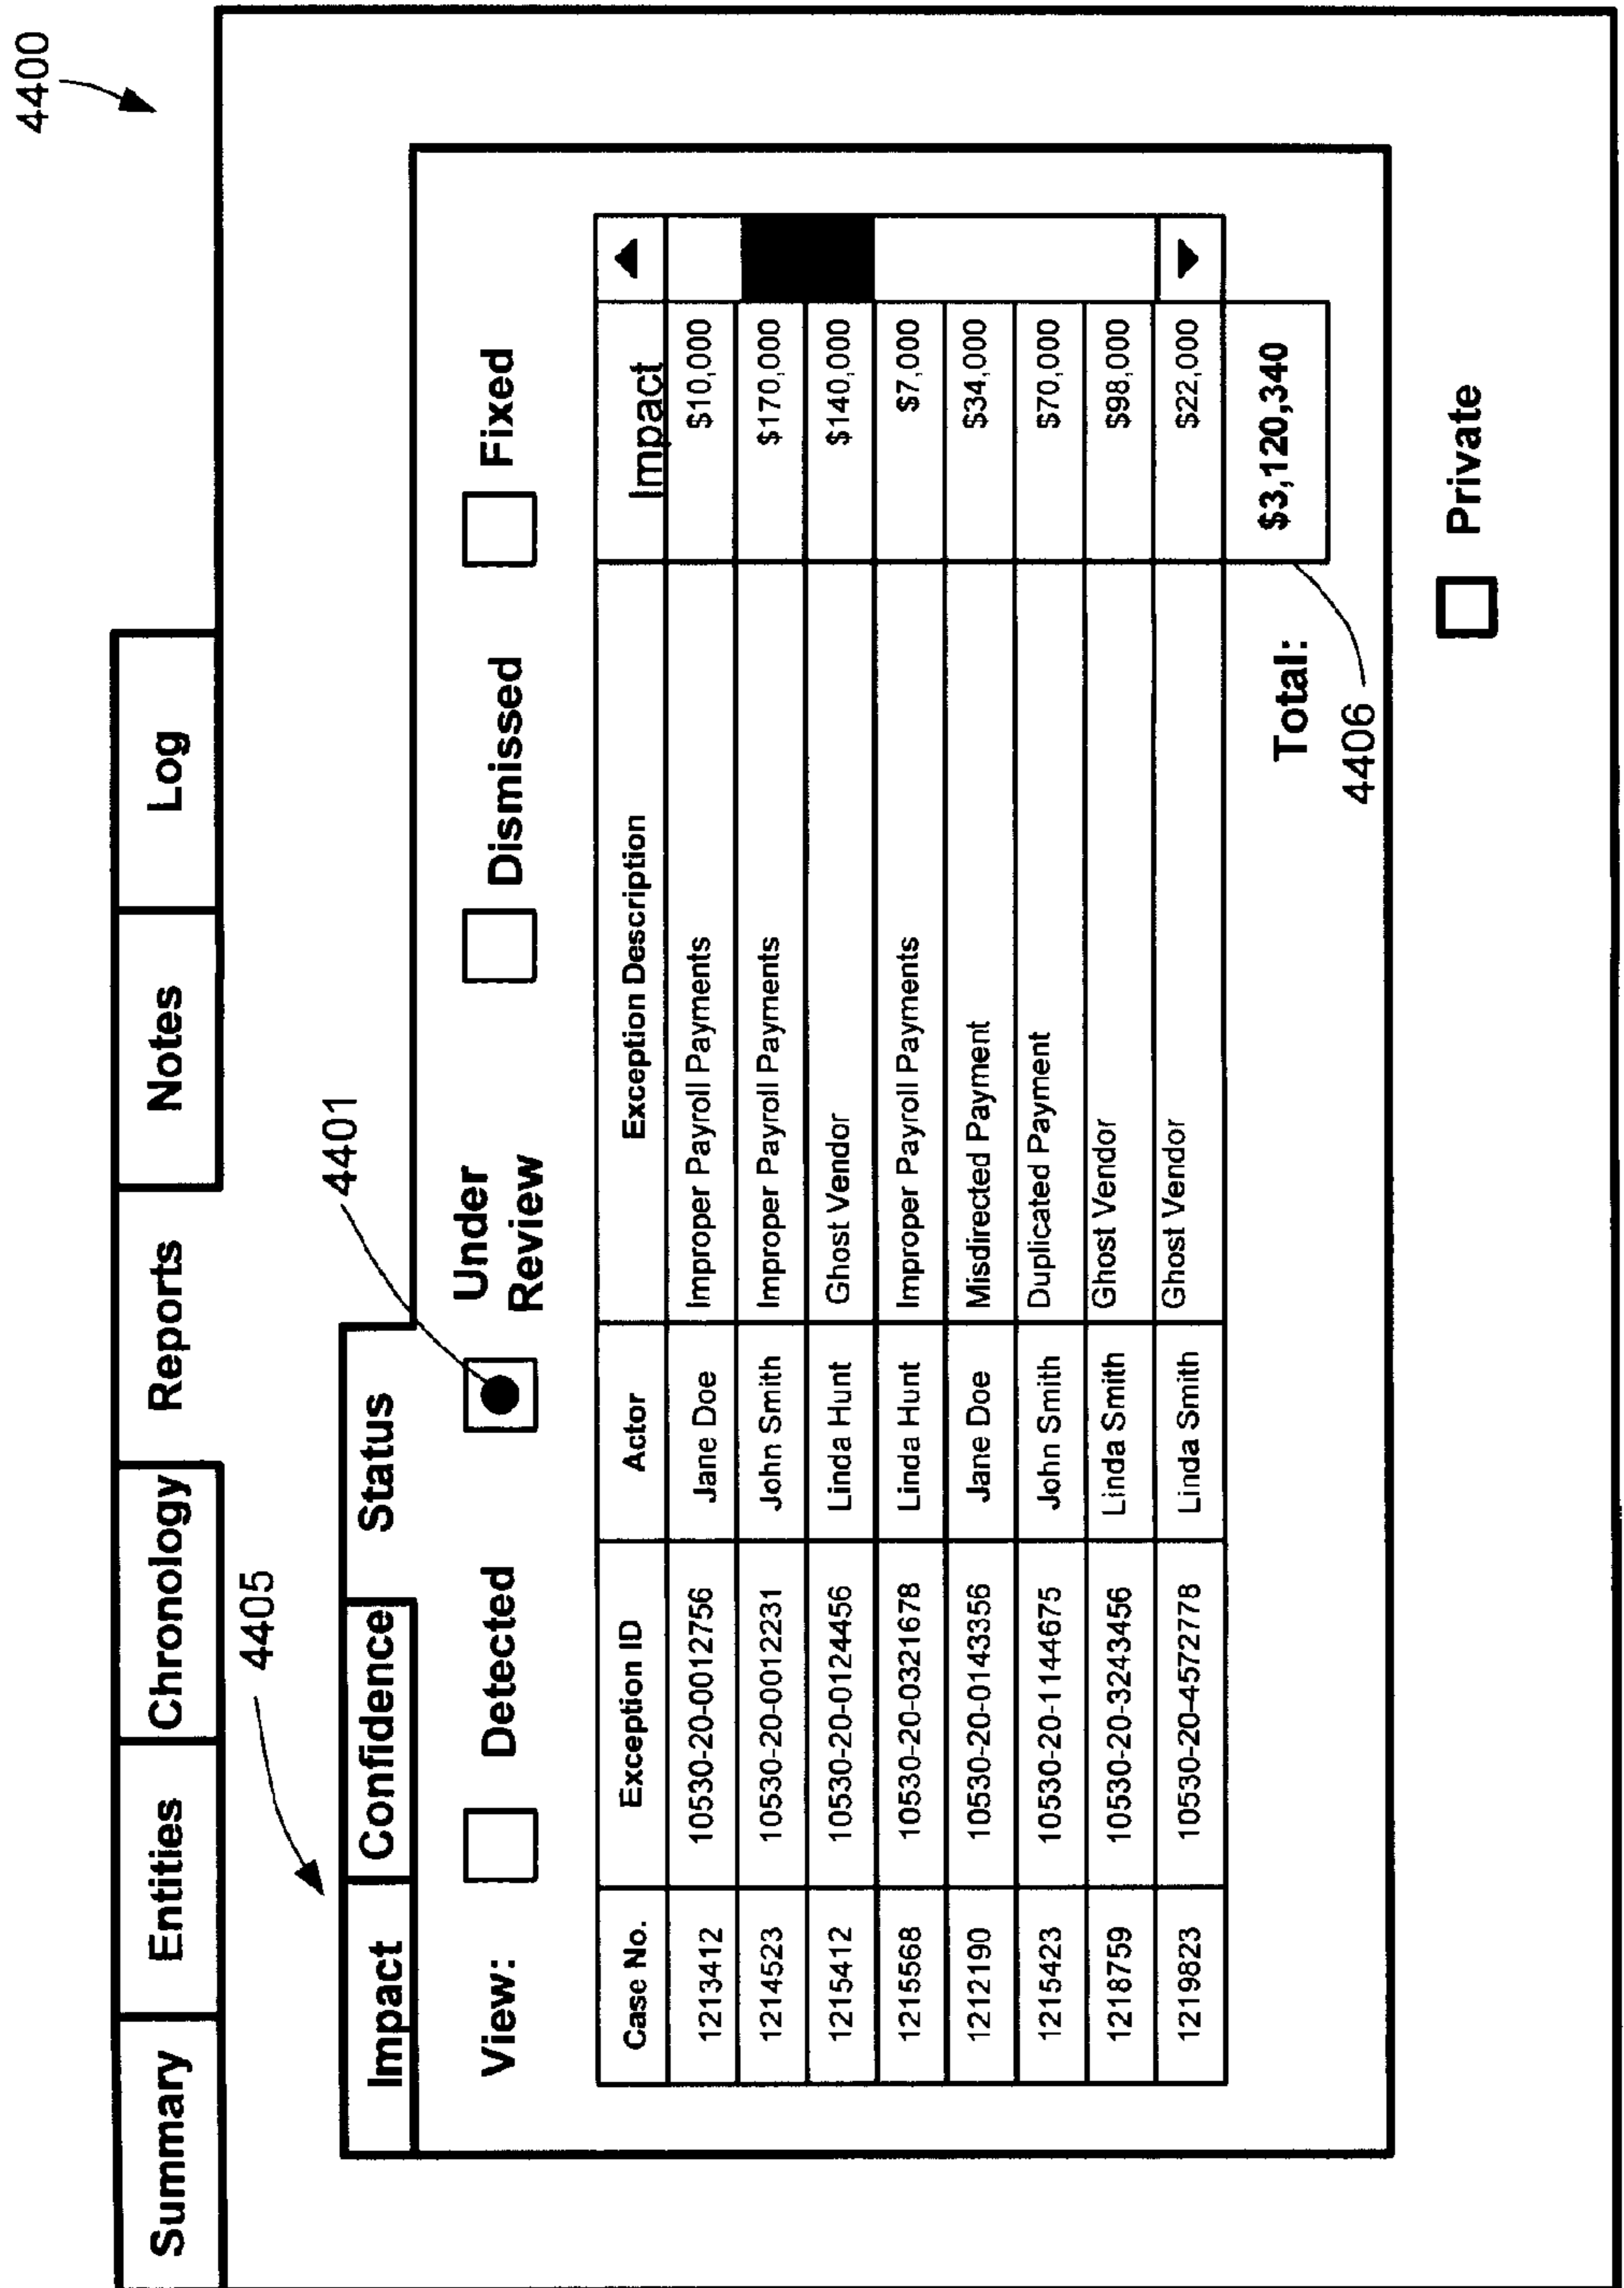 4400
Summary Entities Chronology Reports Notes Log
4405
4401
Impact Confidence Status
View: Detected Under Review Dismissed Fixed
Case No. Exception ID Actor Exception Description Impact
1213412 10530-20-0012756 Jane Doe Improper Payroll Payments $10,000
1214523 10530-20-0012231 John Smith Improper Payroll Payments $170,000
1215412 10530-20-0124456 Linda Hunt Ghost Vendor $140,000
1215568 10530-20-0321678 Linda Hunt Improper Payroll Payments $7,000
1212190 10530-20-0143356 Jane Doe Misdirected Payment $34,000
1215423 10530-20-1144675 John Smith Duplicated Payment $70,000
1218759 10530-20-3243456 Linda Smith Ghost Vendor $98,000
1219823 10530-20-4572778 Linda Smith Ghost Vendor $22,000
Total: $3,120,340
4406
Private